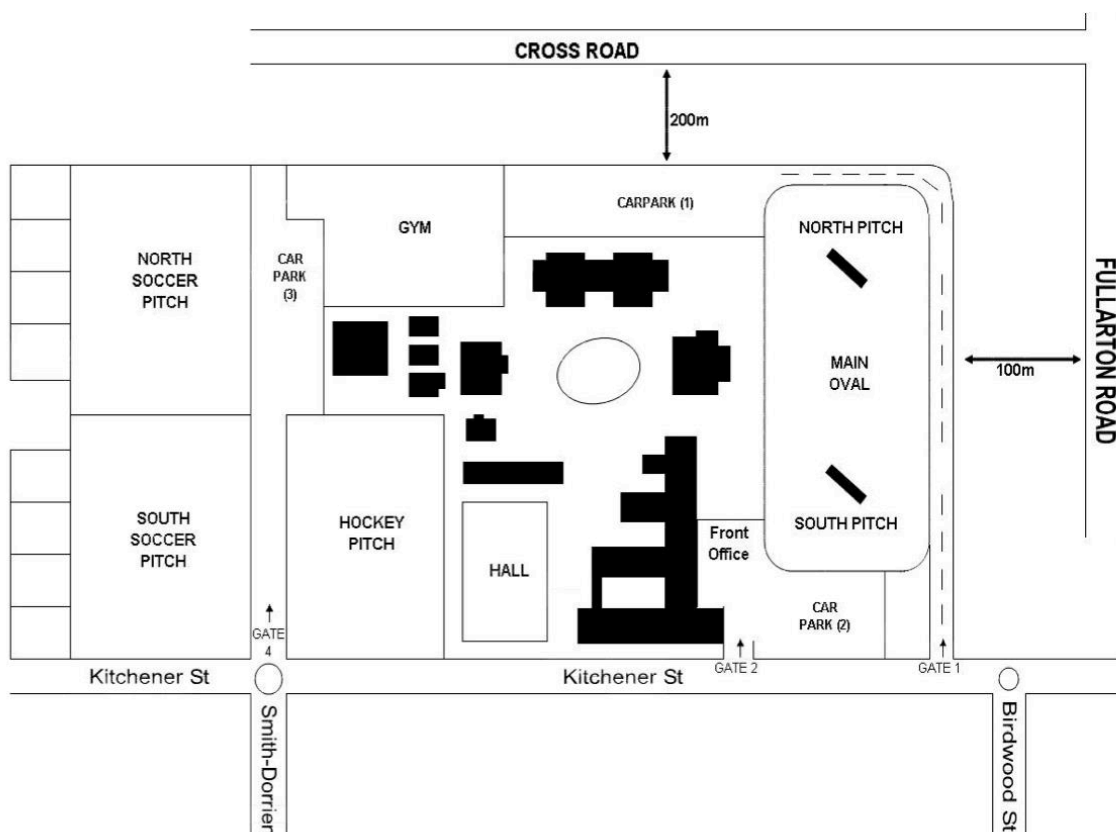 CROSS ROAD
200m
CARPARK (1)
GYM
NORTH PITCH
NORTH
SOCCER
PITCH
CAR
PARK
(3)
FULLARTON ROAD
MAIN
OVAL
100m
SOUTH
SOCCER
PITCH
HOCKEY
PITCH
SOUTH PITCH
Front
Office
HALL
CAR
PARK (2)
GATE
4
GATE 2
GATE 1
Kitchener St
Kitchener St
Smith-Dorrien
Birdwood St